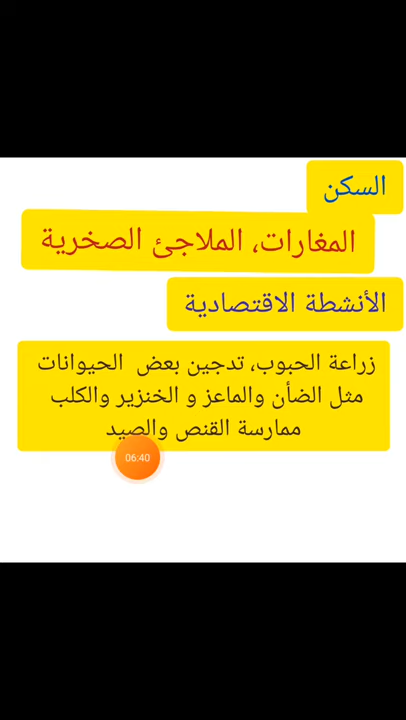 السكن
المغارات، الملاجئ الصخرية
الأنشطة الاقتصادية
زراعة الحبوب، تدجين بعض الحيوانات
مثل الضأن والماعز و الخنزير والكلب
ممارسة القنص والصيد
06:40